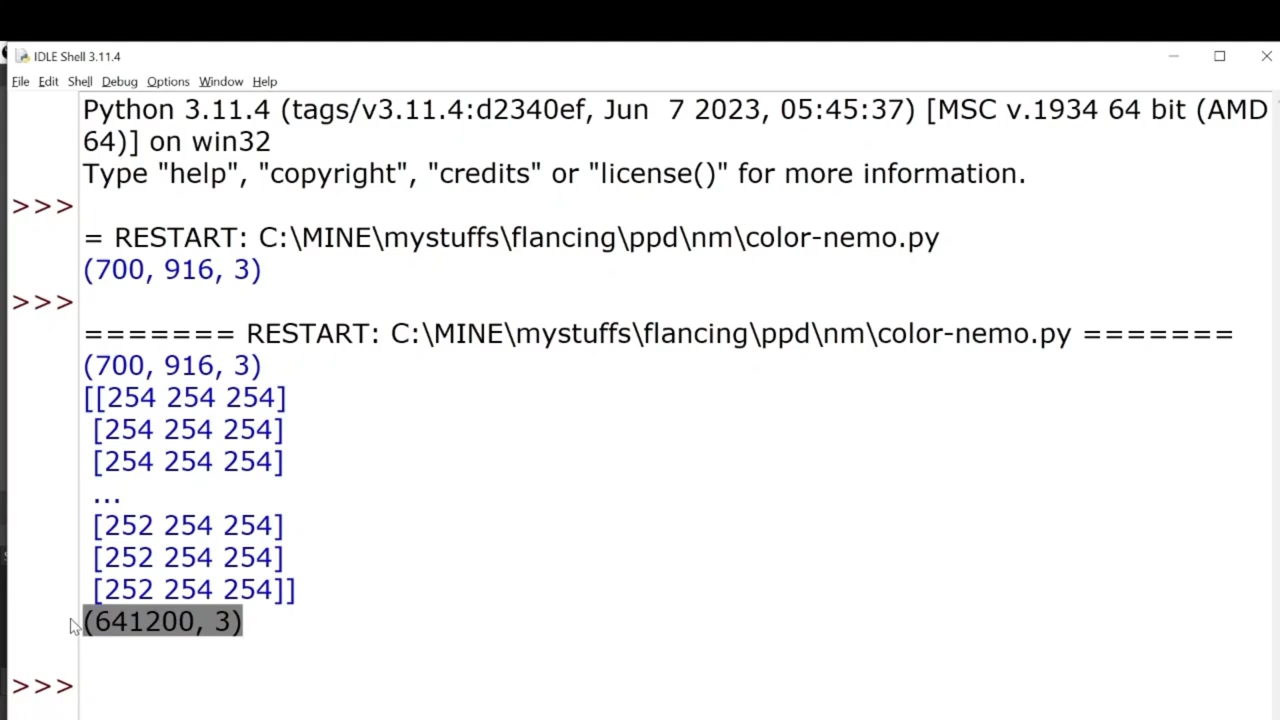 IDLE Shell 3.11.4
File Edit Shell Debug Options Window Help
Python 3.11.4 (tags/v3.11.4:d2340ef, Jun  7 2023, 05:45:37) [MSC v.1934 64 bit (AMD
64)] on win32
Type "help", "copyright", "credits" or "license()" for more information.
>>>
= RESTART: C:\MINE\mystuffs\flancing\ppd\nm\color-nemo.py
(700, 916, 3)
>>>
======= RESTART: C:\MINE\mystuffs\flancing\ppd\nm\color-nemo.py =======
(700, 916, 3)
[[254 254 254]
[254 254 254]
[254 254 254]
...
[252 254 254]
[252 254 254]
[252 254 254]]
(641200, 3)
>>>